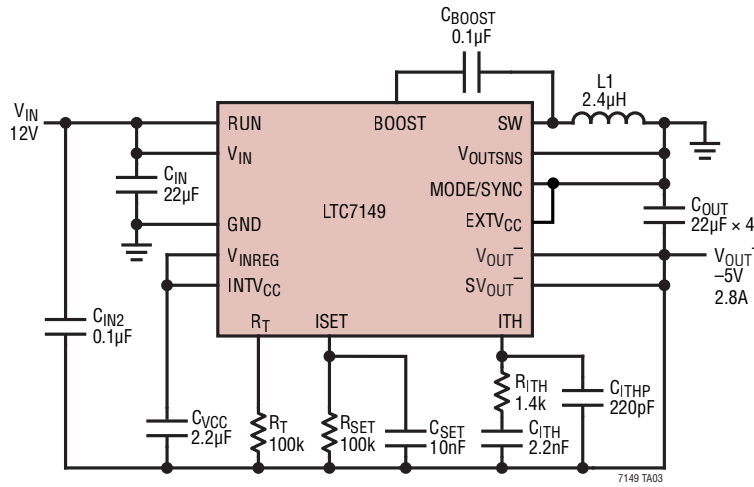 CBOOST
0.1µF
L1
2.4µH
VIN
12V
RUN
BOOST
SW
VIN
VOUTSNS
CIN
22µF
MODE/SYNC
LTC7149
EXTVCC
COUT
22µF × 4
GND
VINREG
VOUT–
VOUT–
–5V
2.8A
INTVCC
SVOUT–
CIN2
0.1µF
RT
ISET
ITH
RITH
1.4k
CITHP
220pF
CVCC
2.2µF
RT
100k
RSET
100k
CSET
10nF
CITH
2.2nF
7149 TA03